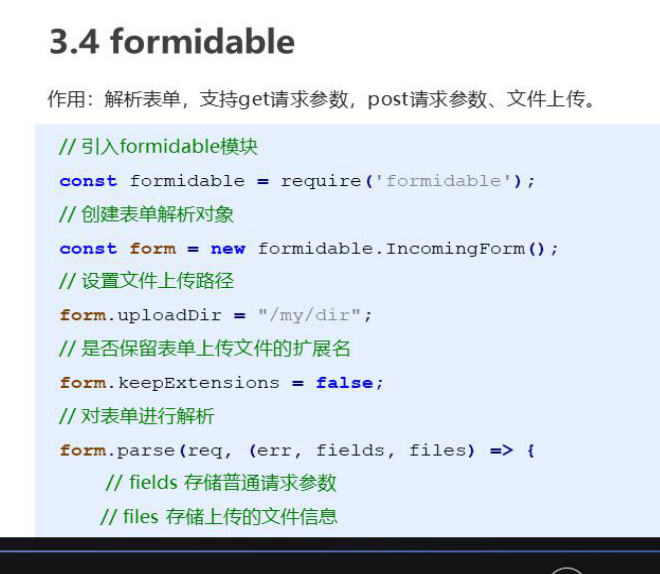 3.4 formidable
作用：解析表单，支持get请求参数，post请求参数、文件上传。
// 引入formidable模块
const formidable = require('formidable');
// 创建表单解析对象
const form = new formidable.IncomingForm();
// 设置文件上传路径
form.uploadDir = "/my/dir";
// 是否保留表单上传文件的扩展名
form.keepExtensions = false;
// 对表单进行解析
form.parse(req, (err, fields, files) => {
// fields 存储普通请求参数
// files 存储上传的文件信息